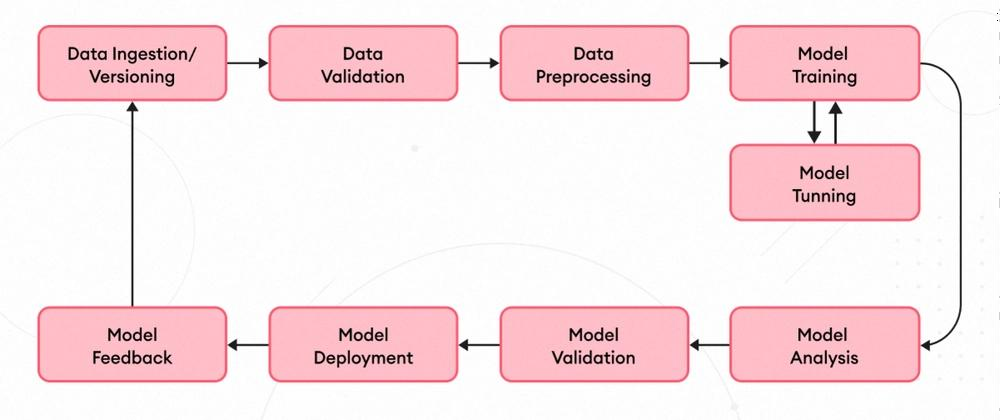 Data Ingestion/
Versioning
Data
Validation
Data
Preprocessing
Model
Training
Model
Tunning
Model
Feedback
Model
Deployment
Model
Validation
Model
Analysis